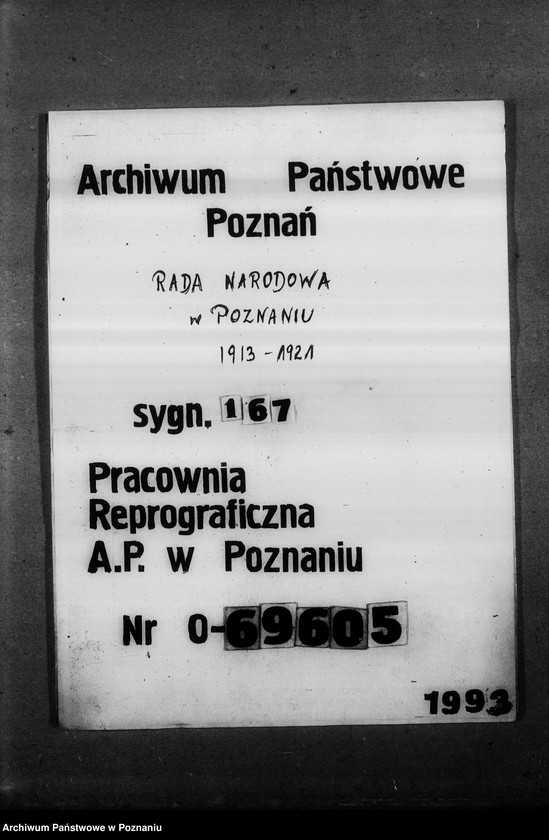 Archiwum Państwowe
Poznań
RADA NARODOWA
w POZNANIU
1913-1921
sygn. 167
Pracownia
Reprograficzna
A.P. w Poznaniu
Nr O-69605
1993
Archiwum Państwowe w Poznaniu